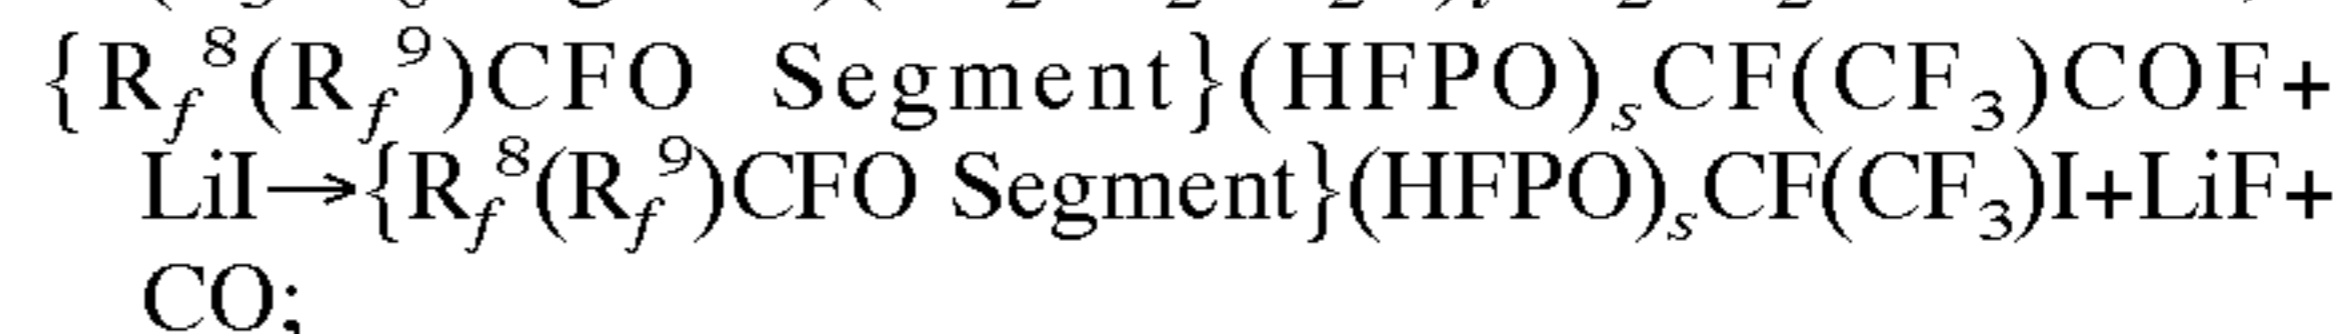 {R_f^8(R_f^9)CFO Segment}(HFPO)_sCF(CF_3)COF+
LiI→{R_f^8(R_f^9)CFO Segment}(HFPO)_sCF(CF_3)I+LiF+
CO;